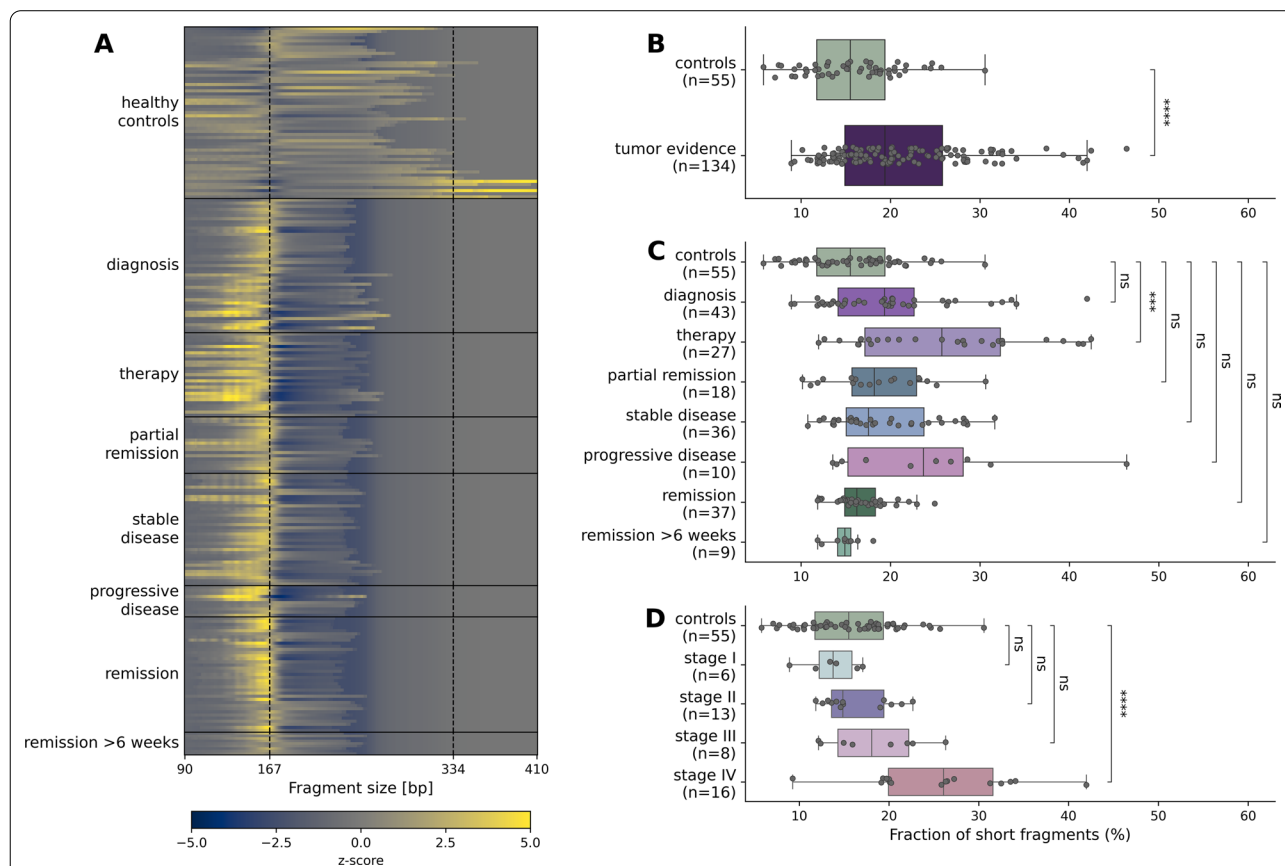 A
healthy
controls
diagnosis
therapy
partial
remission
stable
disease
progressive
disease
remission
remission >6 weeks
90
167
334
410
Fragment size [bp]
−5.0
−2.5
0.0
2.5
5.0
z-score
B
controls
(n=55)
tumor evidence
(n=134)
****
10
20
30
40
50
60
C
controls
(n=55)
diagnosis
(n=43)
therapy
(n=27)
partial remission
(n=18)
stable disease
(n=36)
progressive disease
(n=10)
remission
(n=37)
remission >6 weeks
(n=9)
ns
***
ns
ns
ns
ns
ns
10
20
30
40
50
60
D
controls
(n=55)
stage I
(n=6)
stage II
(n=13)
stage III
(n=8)
stage IV
(n=16)
ns
ns
ns
****
10
20
30
40
50
60
Fraction of short fragments (%)